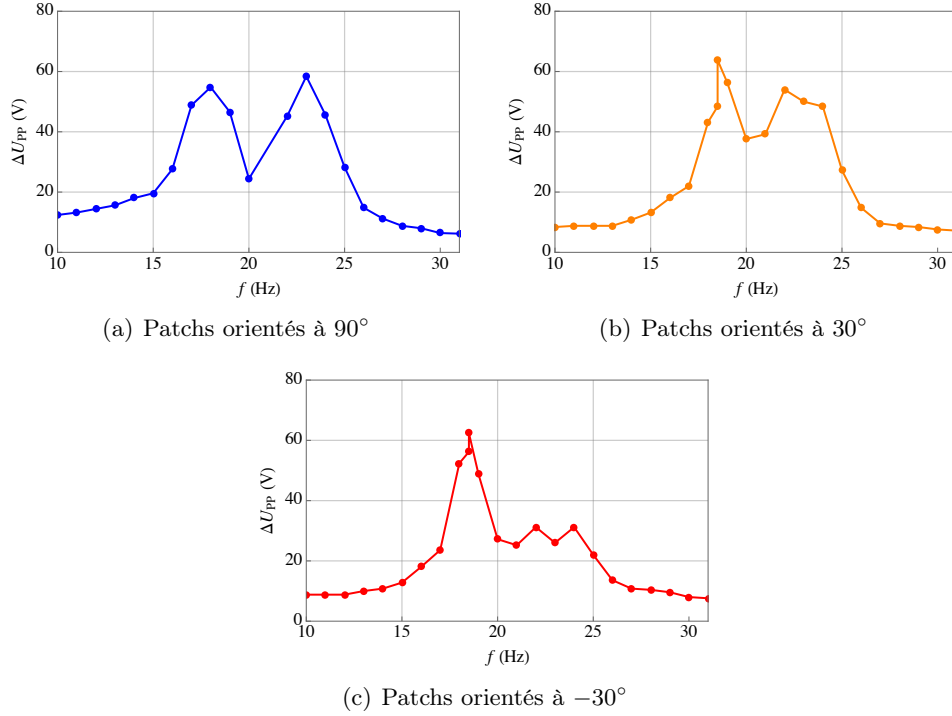 80
60
40
20
0
ΔU_PP (V)
10 15 20 25 30
f (Hz)
(a) Patchs orientés à 90°
80
60
40
20
0
ΔU_PP (V)
10 15 20 25 30
f (Hz)
(b) Patchs orientés à 30°
80
60
40
20
0
ΔU_PP (V)
10 15 20 25 30
f (Hz)
(c) Patchs orientés à −30°